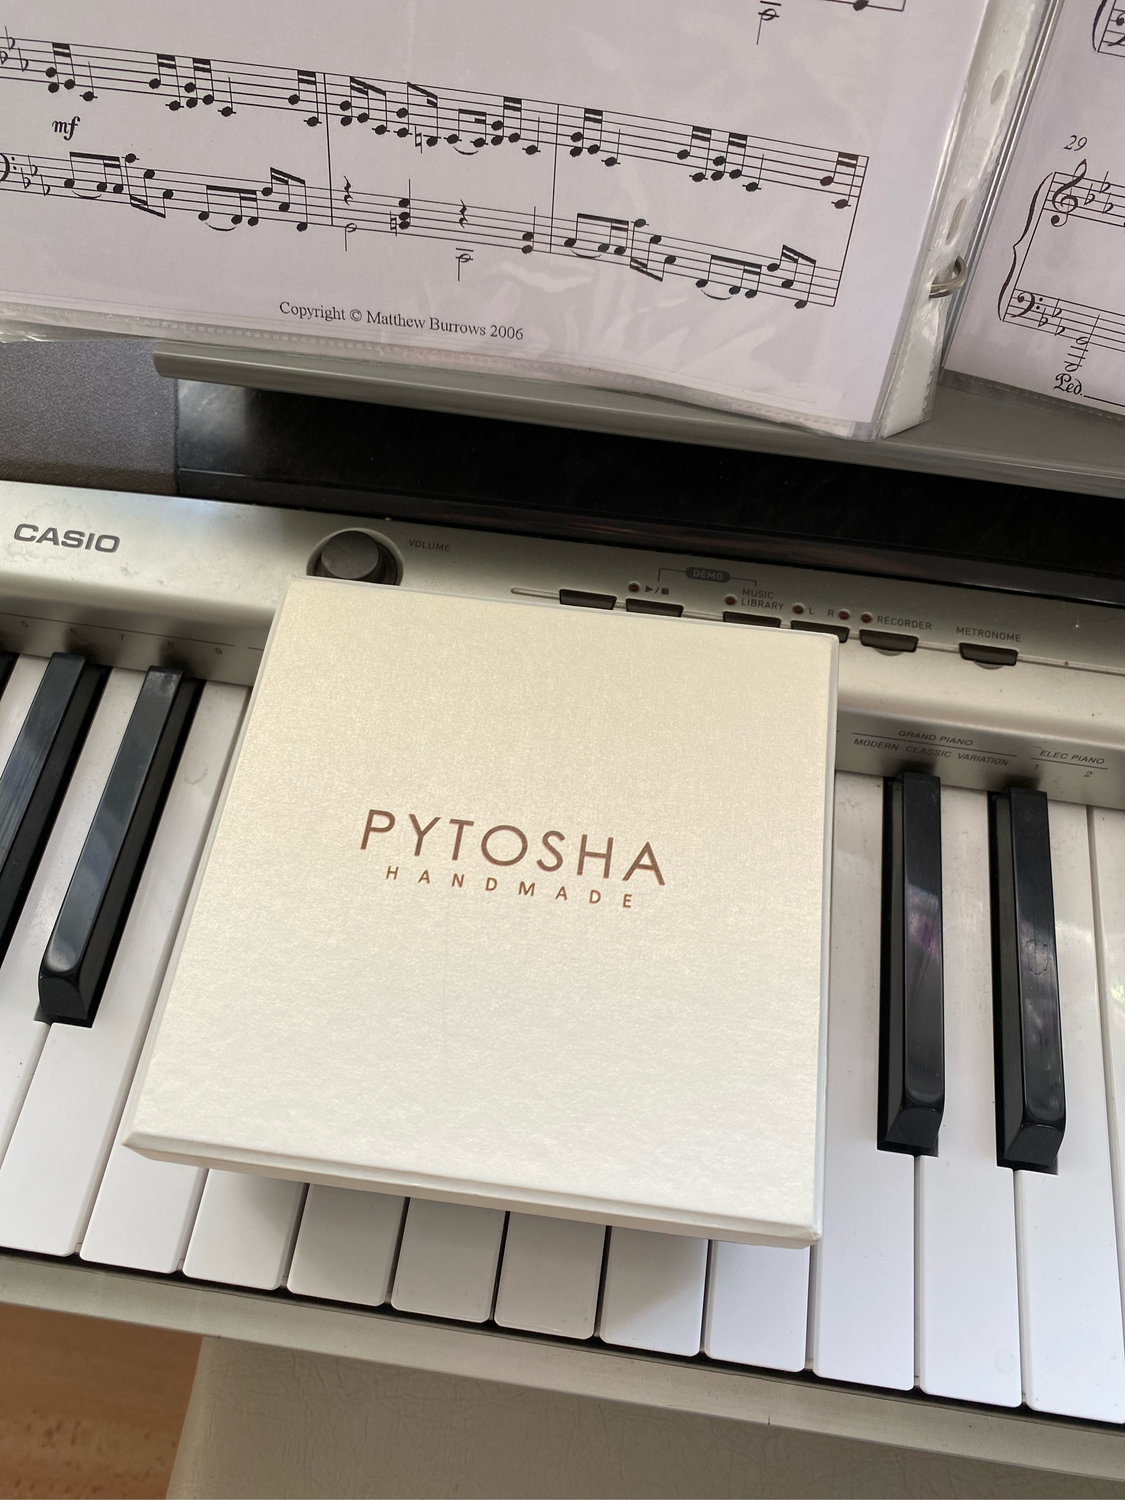 mf
Copyright © Matthew Burrows 2006
29
Ped.
CASIO
VOLUME
DEMO
MUSIC
LIBRARY
L R
RECORDER
METRONOME
GRAND PIANO
MODERN CLASSIC VARIATION
ELEC PIANO
1 2
PYTOSHA
HANDMADE